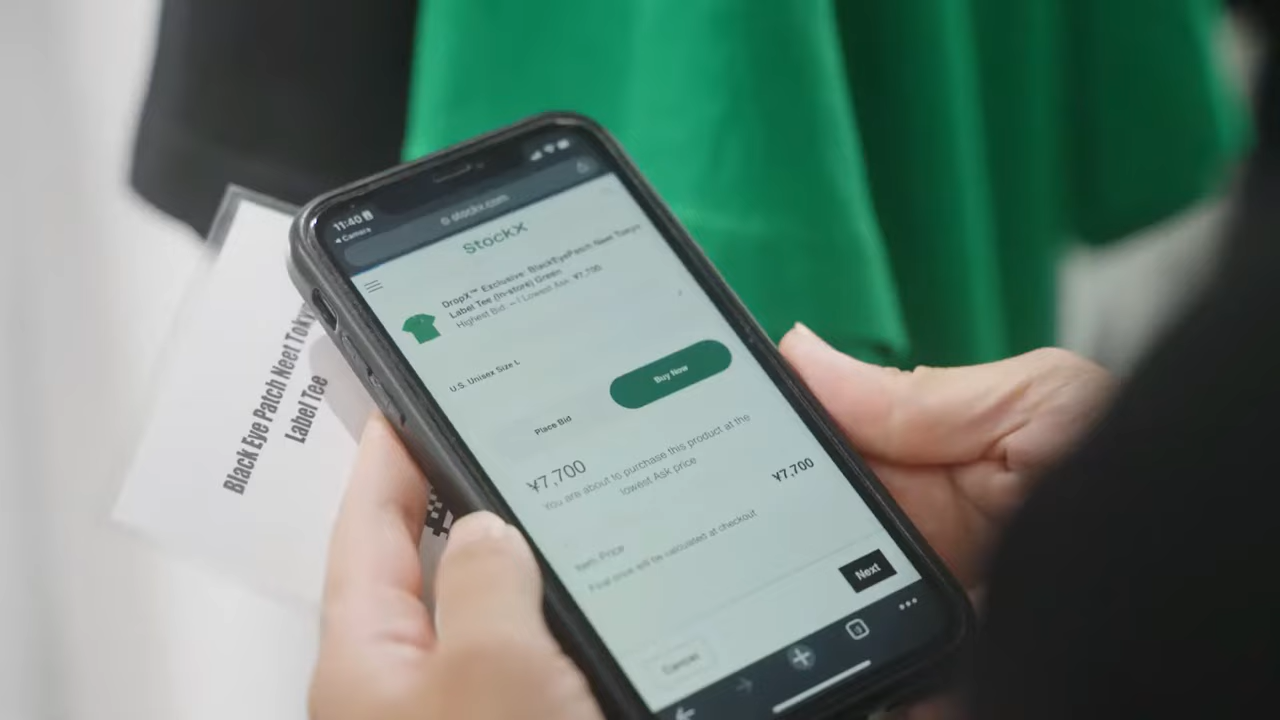 Black Eye Patch Neet Tokyo
Label Tee
11:40
Camera
stockx.com
StockX
DropX™ Exclusive: BlackEyePatch Neet Tokyo
Label Tee (In-store) Green
Highest Bid: -- | Lowest Ask: ¥7,700
U.S. Unisex Size L
Place Bid
Buy Now
¥7,700
You are about to purchase this product at the
lowest Ask price
¥7,700
Item Price
Final price will be calculated at checkout
Cancel
Next